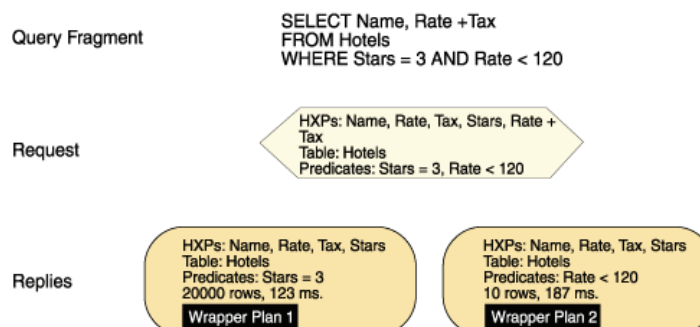 Query Fragment
SELECT Name, Rate +Tax
FROM Hotels
WHERE Stars = 3 AND Rate < 120
Request
HXPs: Name, Rate, Tax, Stars, Rate +
Tax
Table: Hotels
Predicates: Stars = 3, Rate < 120
Replies
HXPs: Name, Rate, Tax, Stars
Table: Hotels
Predicates: Stars = 3
20000 rows, 123 ms.
Wrapper Plan 1
HXPs: Name, Rate, Tax, Stars
Table: Hotels
Predicates: Rate < 120
10 rows, 187 ms.
Wrapper Plan 2